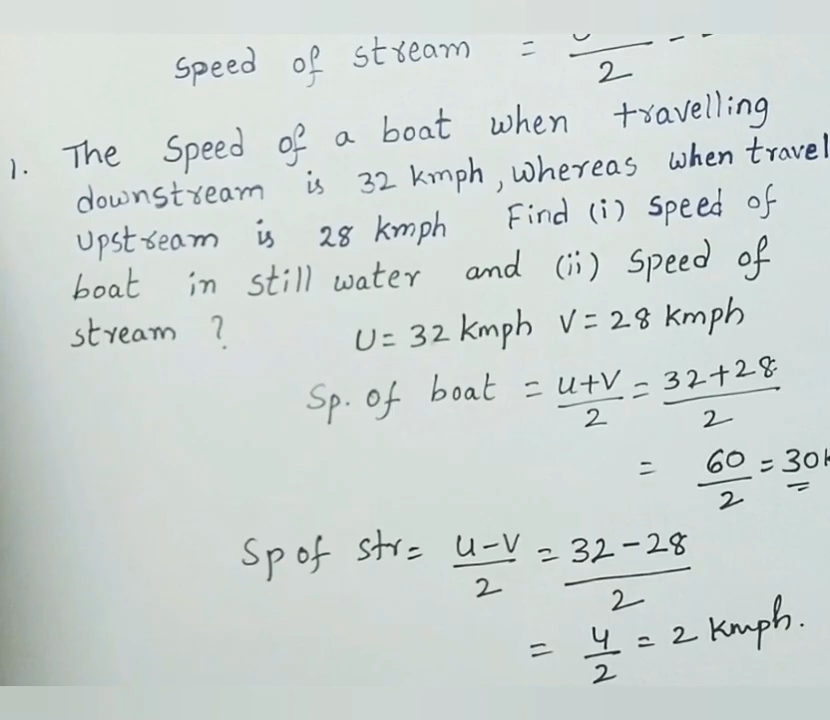 Speed of stream =
2
1. The Speed of a boat when travelling
downstream is 32 kmph, whereas when travel
Upstream is 28 kmph Find (i) Speed of
boat in still water and (ii) Speed of
stream ?
U= 32 kmph V= 28 kmph
Sp. of boat = u+v/2 = 32+28/2
= 60/2 = 30
Sp of str = u-v/2 = 32-28/2
= 4/2 = 2 kmph.